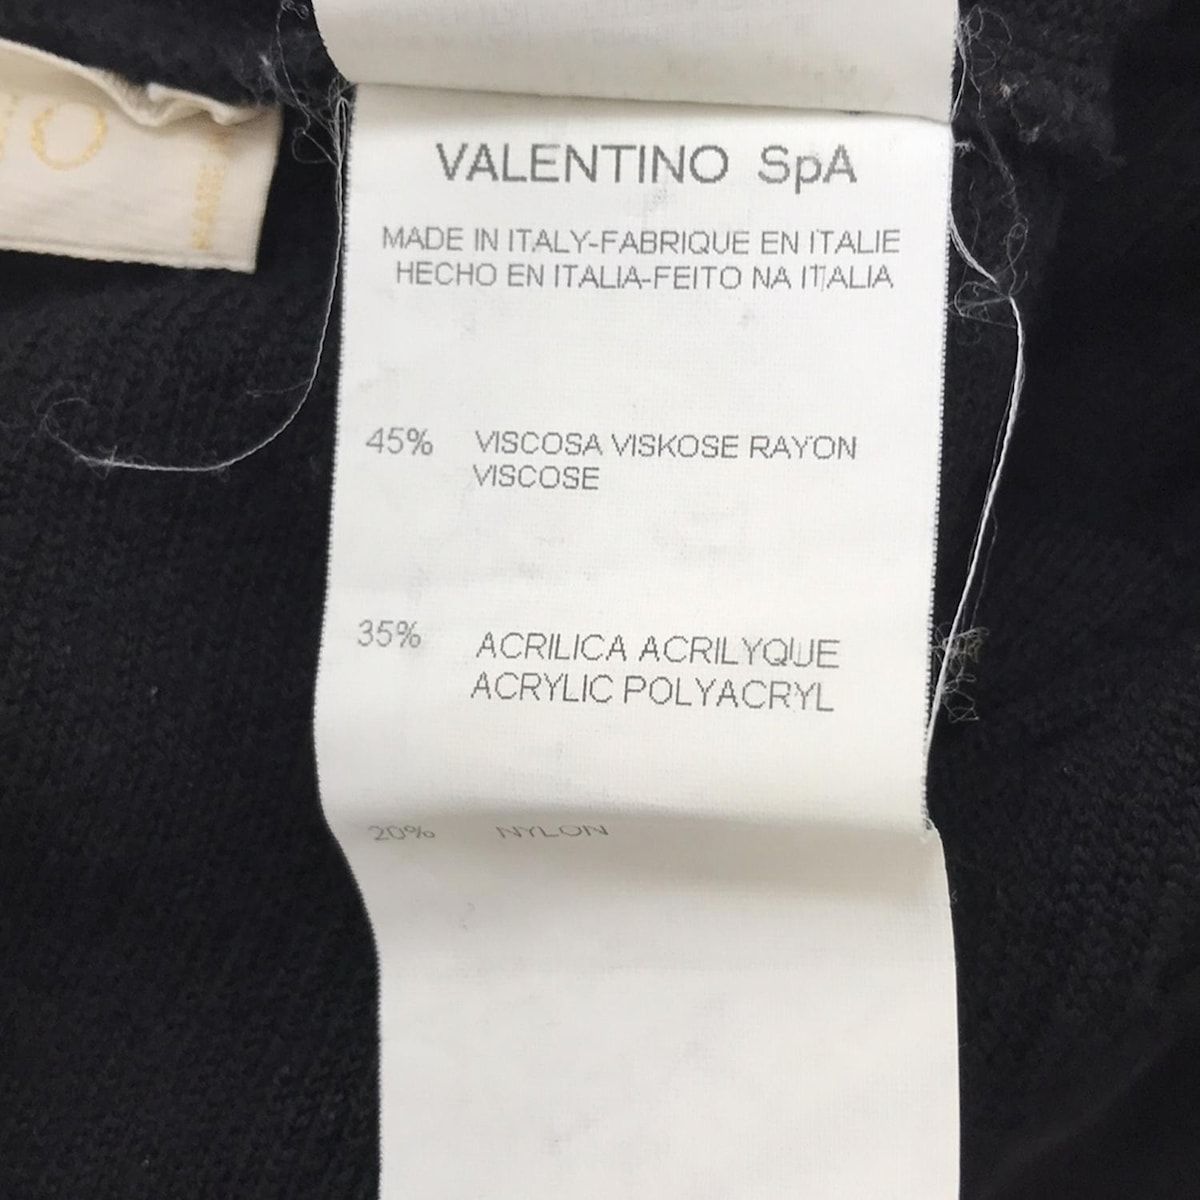 VALENTINO SpA
MADE IN ITALY-FABRIQUE EN ITALIE
HECHO EN ITALIA-FEITO NA ITALIA
45% VISCOSA VISKOSE RAYON
VISCOSE
35% ACRILICA ACRILYQUE
ACRYLIC POLYACRYL
20% NYLON